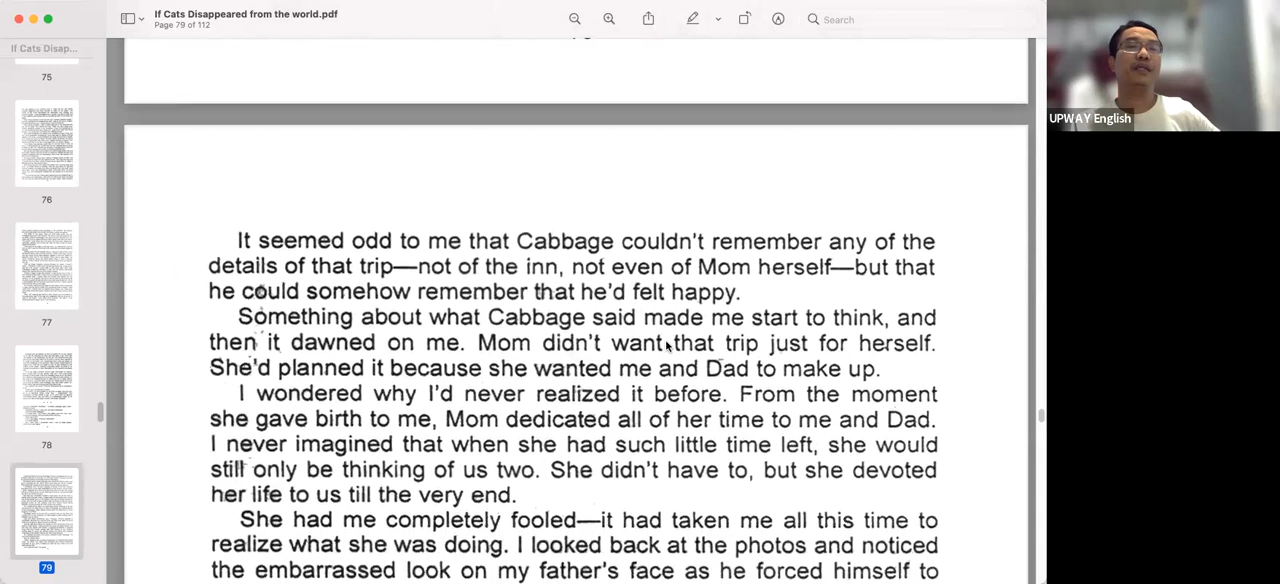 If Cats Disappeared from the world.pdf
Page 79 of 112
Search
If Cats Disap...
75
76
77
78
79
It seemed odd to me that Cabbage couldn't remember any of the
details of that trip—not of the inn, not even of Mom herself—but that
he could somehow remember that he'd felt happy.
Something about what Cabbage said made me start to think, and
then it dawned on me. Mom didn't want that trip just for herself.
She'd planned it because she wanted me and Dad to make up.
I wondered why I'd never realized it before. From the moment
she gave birth to me, Mom dedicated all of her time to me and Dad.
I never imagined that when she had such little time left, she would
still only be thinking of us two. She didn't have to, but she devoted
her life to us till the very end.
She had me completely fooled—it had taken me all this time to
realize what she was doing. I looked back at the photos and noticed
the embarrassed look on my father's face as he forced himself to
UPWAY English